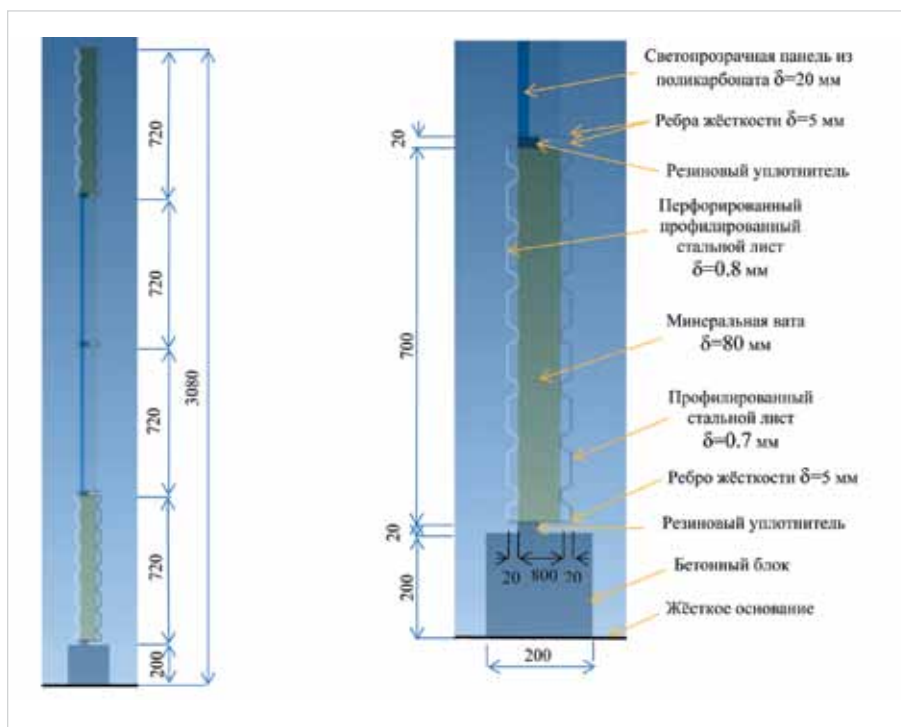 720
720
720
720
200
3080
20
700
20
200
20 800 20
200
Светопрозрачная панель из
поликарбоната δ=20 мм
Ребра жёсткости δ=5 мм
Резиновый уплотнитель
Перфорированный
профилированный
стальной лист
δ=0.8 мм
Минеральная вата
δ=80 мм
Профилированный
стальной лист
δ=0.7 мм
Ребро жёсткости δ=5 мм
Резиновый уплотнитель
Бетонный блок
Жёсткое основание